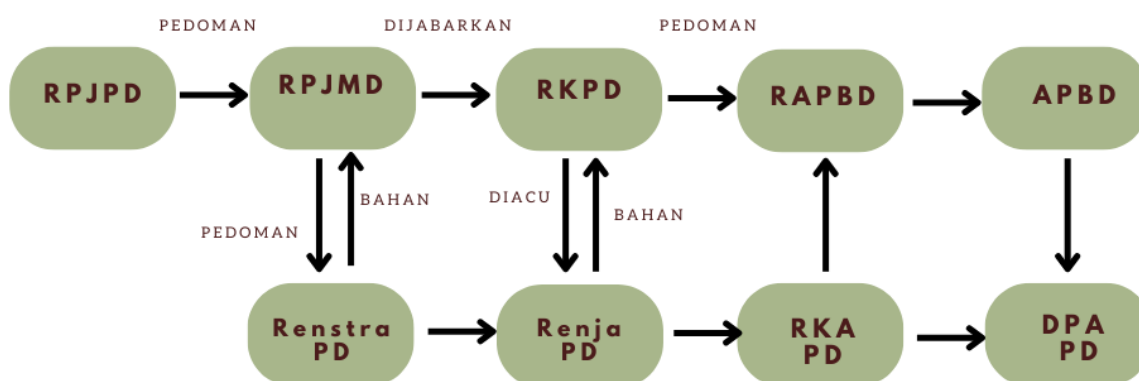 PEDOMAN
DIJABARKAN
PEDOMAN
RPJPD
RPJMD
RKPD
RAPBD
APBD
PEDOMAN
BAHAN
DIACU
BAHAN
Renstra
PD
Renja
PD
RKA
PD
DPA
PD